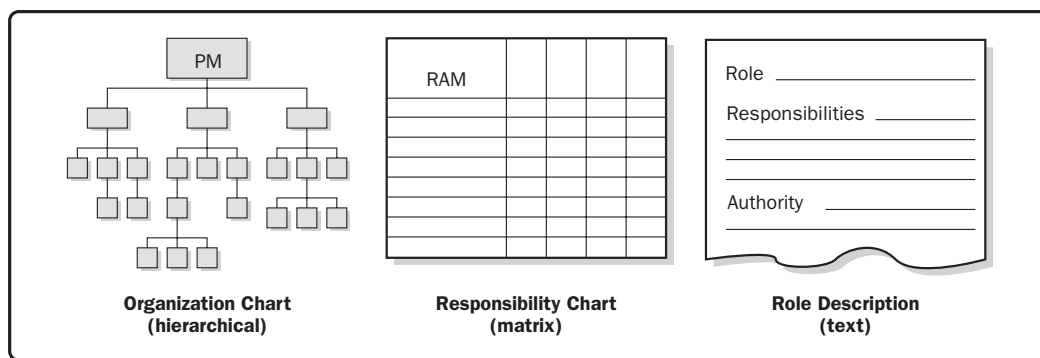 PM
Organization Chart
(hierarchical)
RAM
Responsibility Chart
(matrix)
Role
Responsibilities
Authority
Role Description
(text)